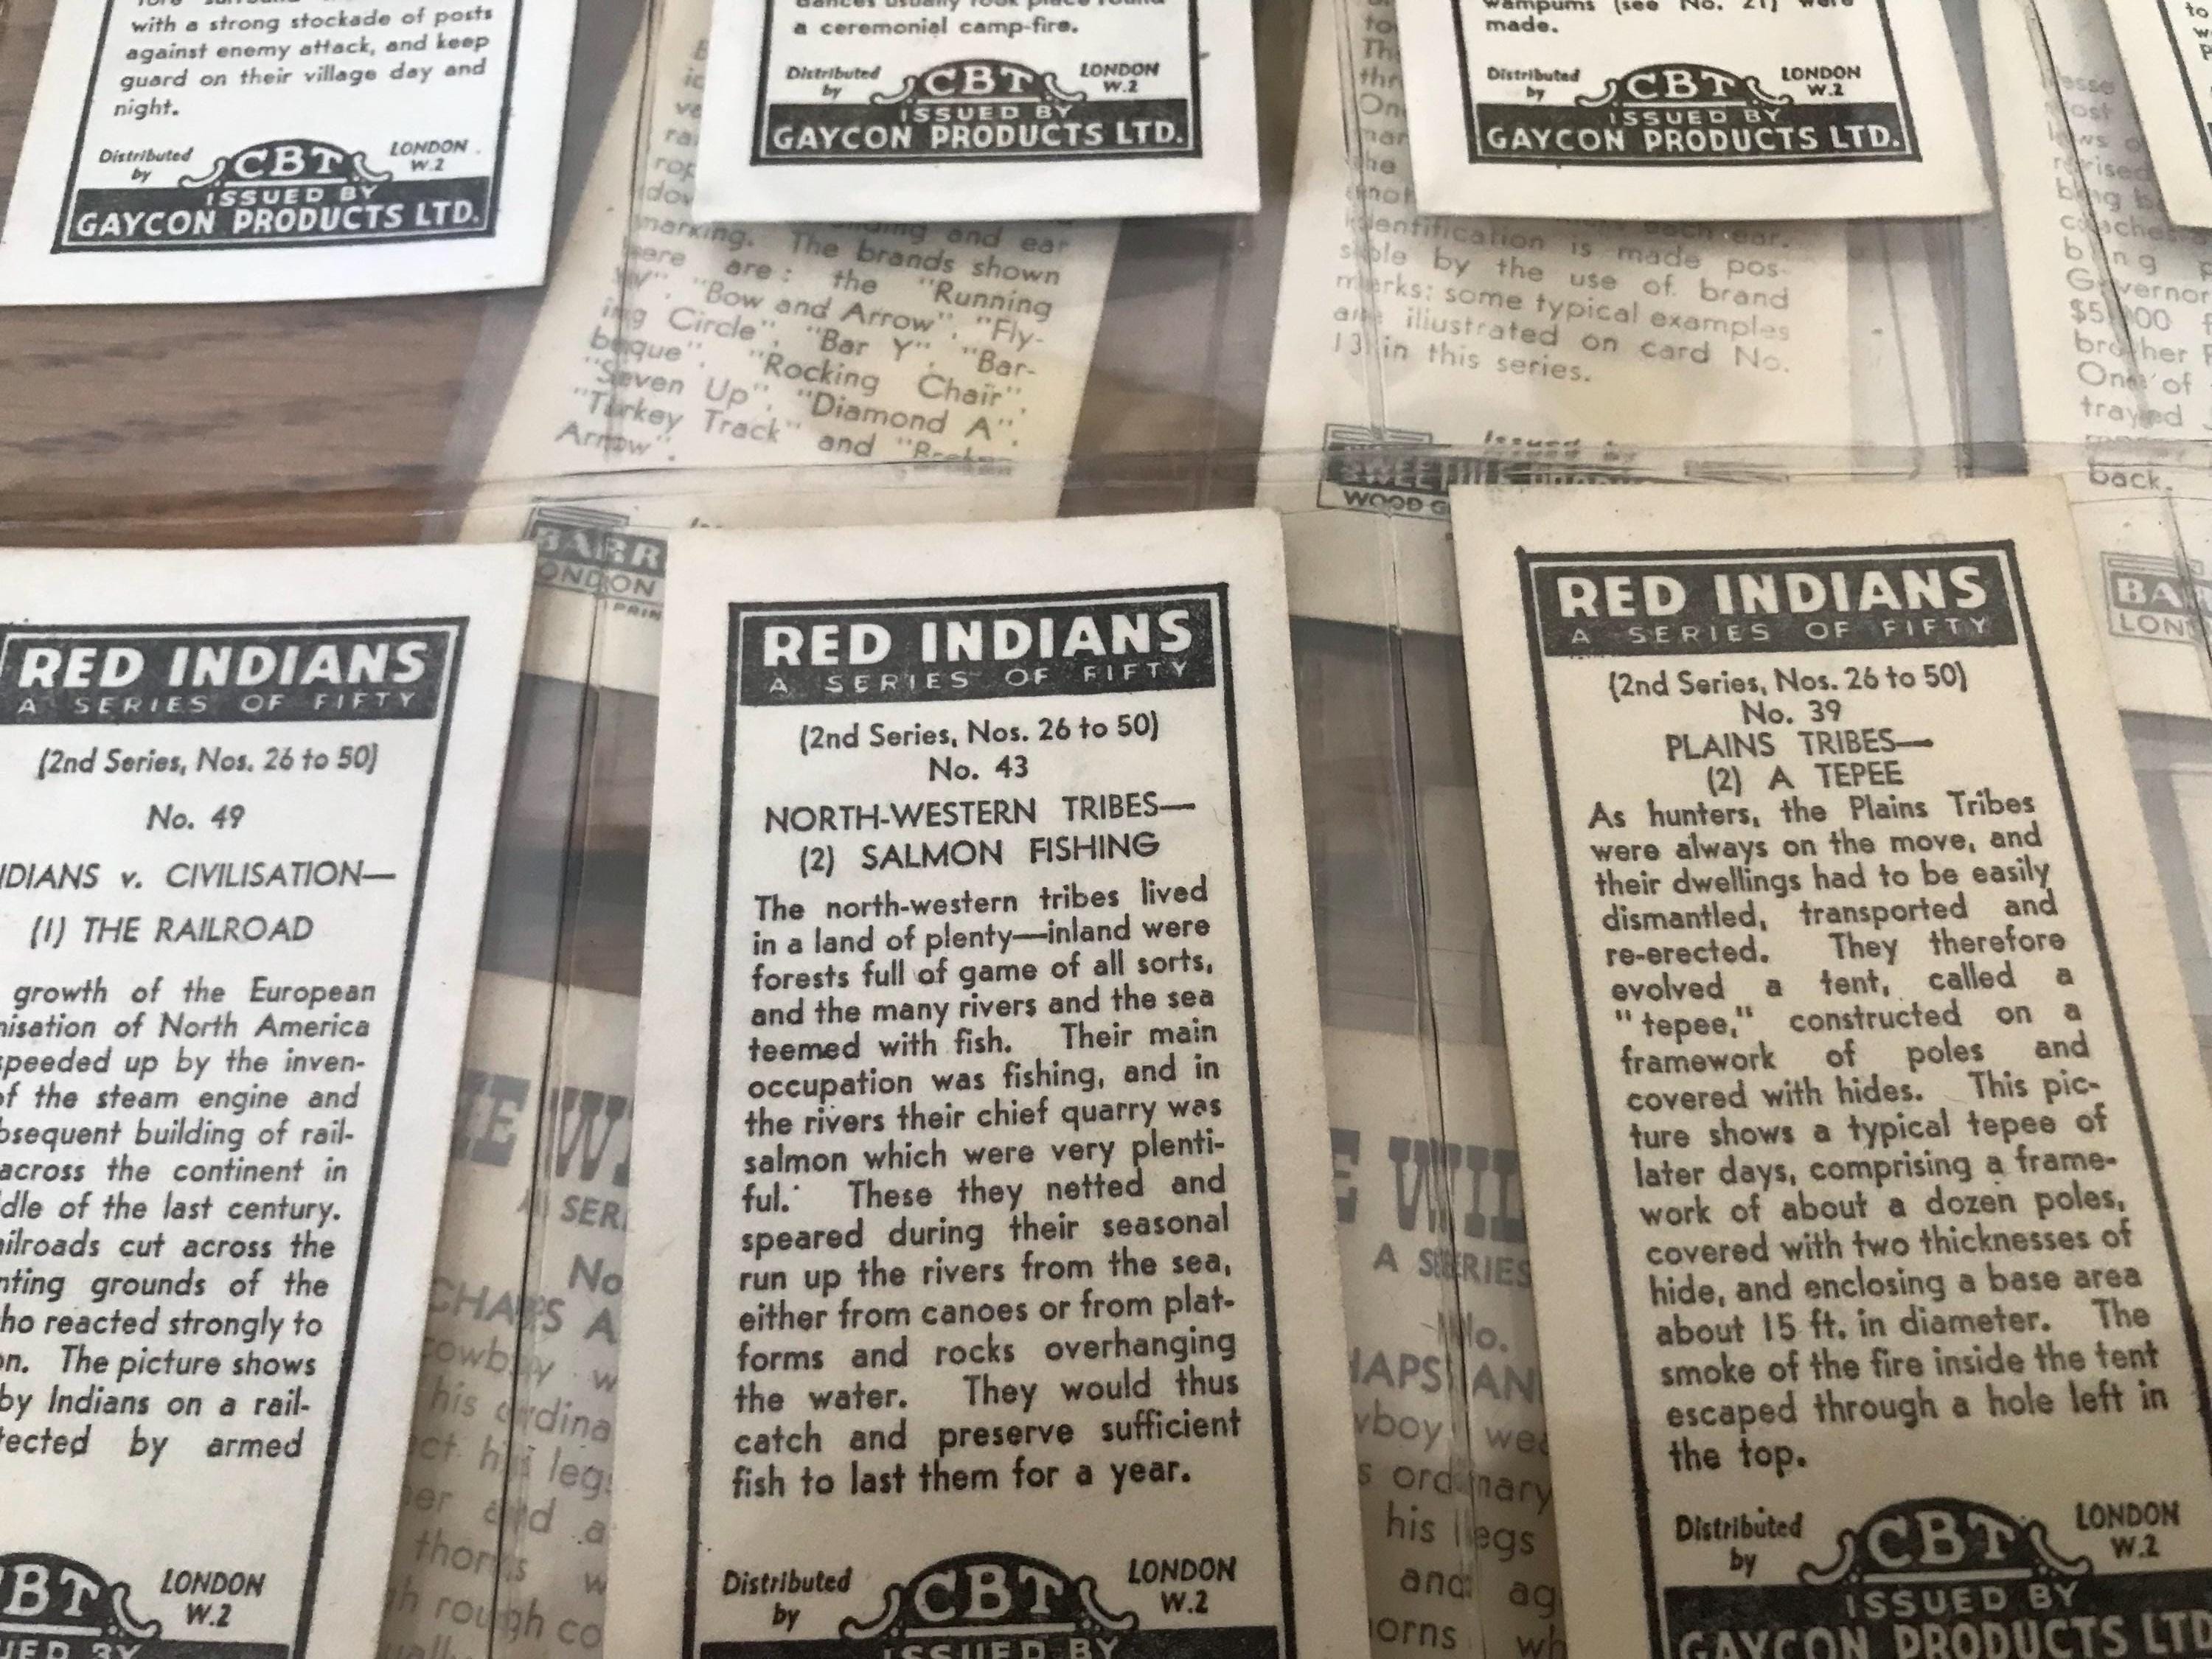 with a strong stockade of posts
against enemy attack, and keep
guard on their village day and
night.
Distributed by CBT LONDON W.2
ISSUED BY
GAYCON PRODUCTS LTD.
a ceremonial camp-fire.
Distributed by CBT LONDON W.2
ISSUED BY
GAYCON PRODUCTS LTD.
wampums (see No. 21) were
made.
Distributed by CBT LONDON W.2
ISSUED BY
GAYCON PRODUCTS LTD.
and ear
marking. The brands shown
are: the "Running
W". "Bow and Arrow". "Fly-
ing Circle". "Bar Y". "Bar-
beque". "Rocking Chair".
"Seven Up". "Diamond A".
"Turkey Track" and "Broken
Arrow".
LONDON
each ear.
Identification is made pos-
sible by the use of brand
marks: some typical examples
are illustrated on card No.
13 in this series.
Issued by
Governor
back.
RED INDIANS
A SERIES OF FIFTY
(2nd Series, Nos. 26 to 50)
No. 49
v. CIVILISATION—
(1) THE RAILROAD
growth of the European
of North America
speeded up by the inven-
of the steam engine and
building of rail-
across the continent in
of the last century.
cut across the
grounds of the
reacted strongly to
The picture shows
by Indians on a rail-
by armed
LONDON
W.2
RED INDIANS
A SERIES OF FIFTY
(2nd Series, Nos. 26 to 50)
No. 43
NORTH-WESTERN TRIBES—
(2) SALMON FISHING
The north-western tribes lived
in a land of plenty—inland were
forests full of game of all sorts,
and the many rivers and the sea
teemed with fish. Their main
occupation was fishing, and in
the rivers their chief quarry was
salmon which were very plenti-
ful. These they netted and
speared during their seasonal
run up the rivers from the sea,
either from canoes or from plat-
forms and rocks overhanging
the water. They would thus
catch and preserve sufficient
fish to last them for a year.
Distributed by CBT LONDON W.2
ISSUED BY
RED INDIANS
A SERIES OF FIFTY
(2nd Series, Nos. 26 to 50)
No. 39
PLAINS TRIBES—
(2) A TEPEE
As hunters, the Plains Tribes
were always on the move, and
their dwellings had to be easily
dismantled, transported and
re-erected. They therefore
evolved a tent, called a
"tepee," constructed on a
framework of poles and
covered with hides. This pic-
ture shows a typical tepee of
later days, comprising a frame-
work of about a dozen poles,
covered with two thicknesses of
hide, and enclosing a base area
about 15 ft. in diameter. The
smoke of the fire inside the tent
escaped through a hole left in
the top.
Distributed by CBT LONDON W.2
ISSUED BY
GAYCON PRODUCTS LTD